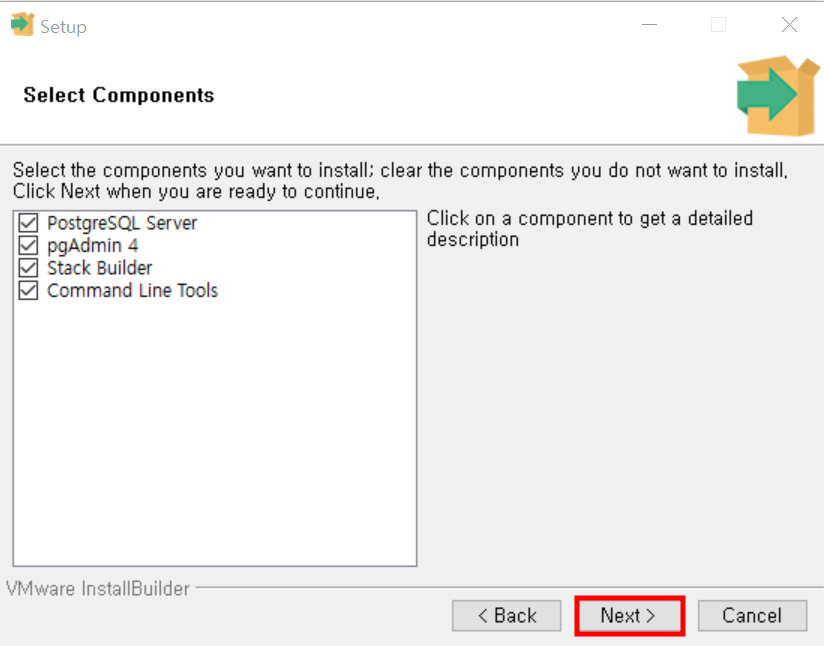 Setup
Select Components
Select the components you want to install; clear the components you do not want to install.
Click Next when you are ready to continue.
PostgreSQL Server
pgAdmin 4
Stack Builder
Command Line Tools
Click on a component to get a detailed
description
VMware InstallBuilder
< Back
Next >
Cancel